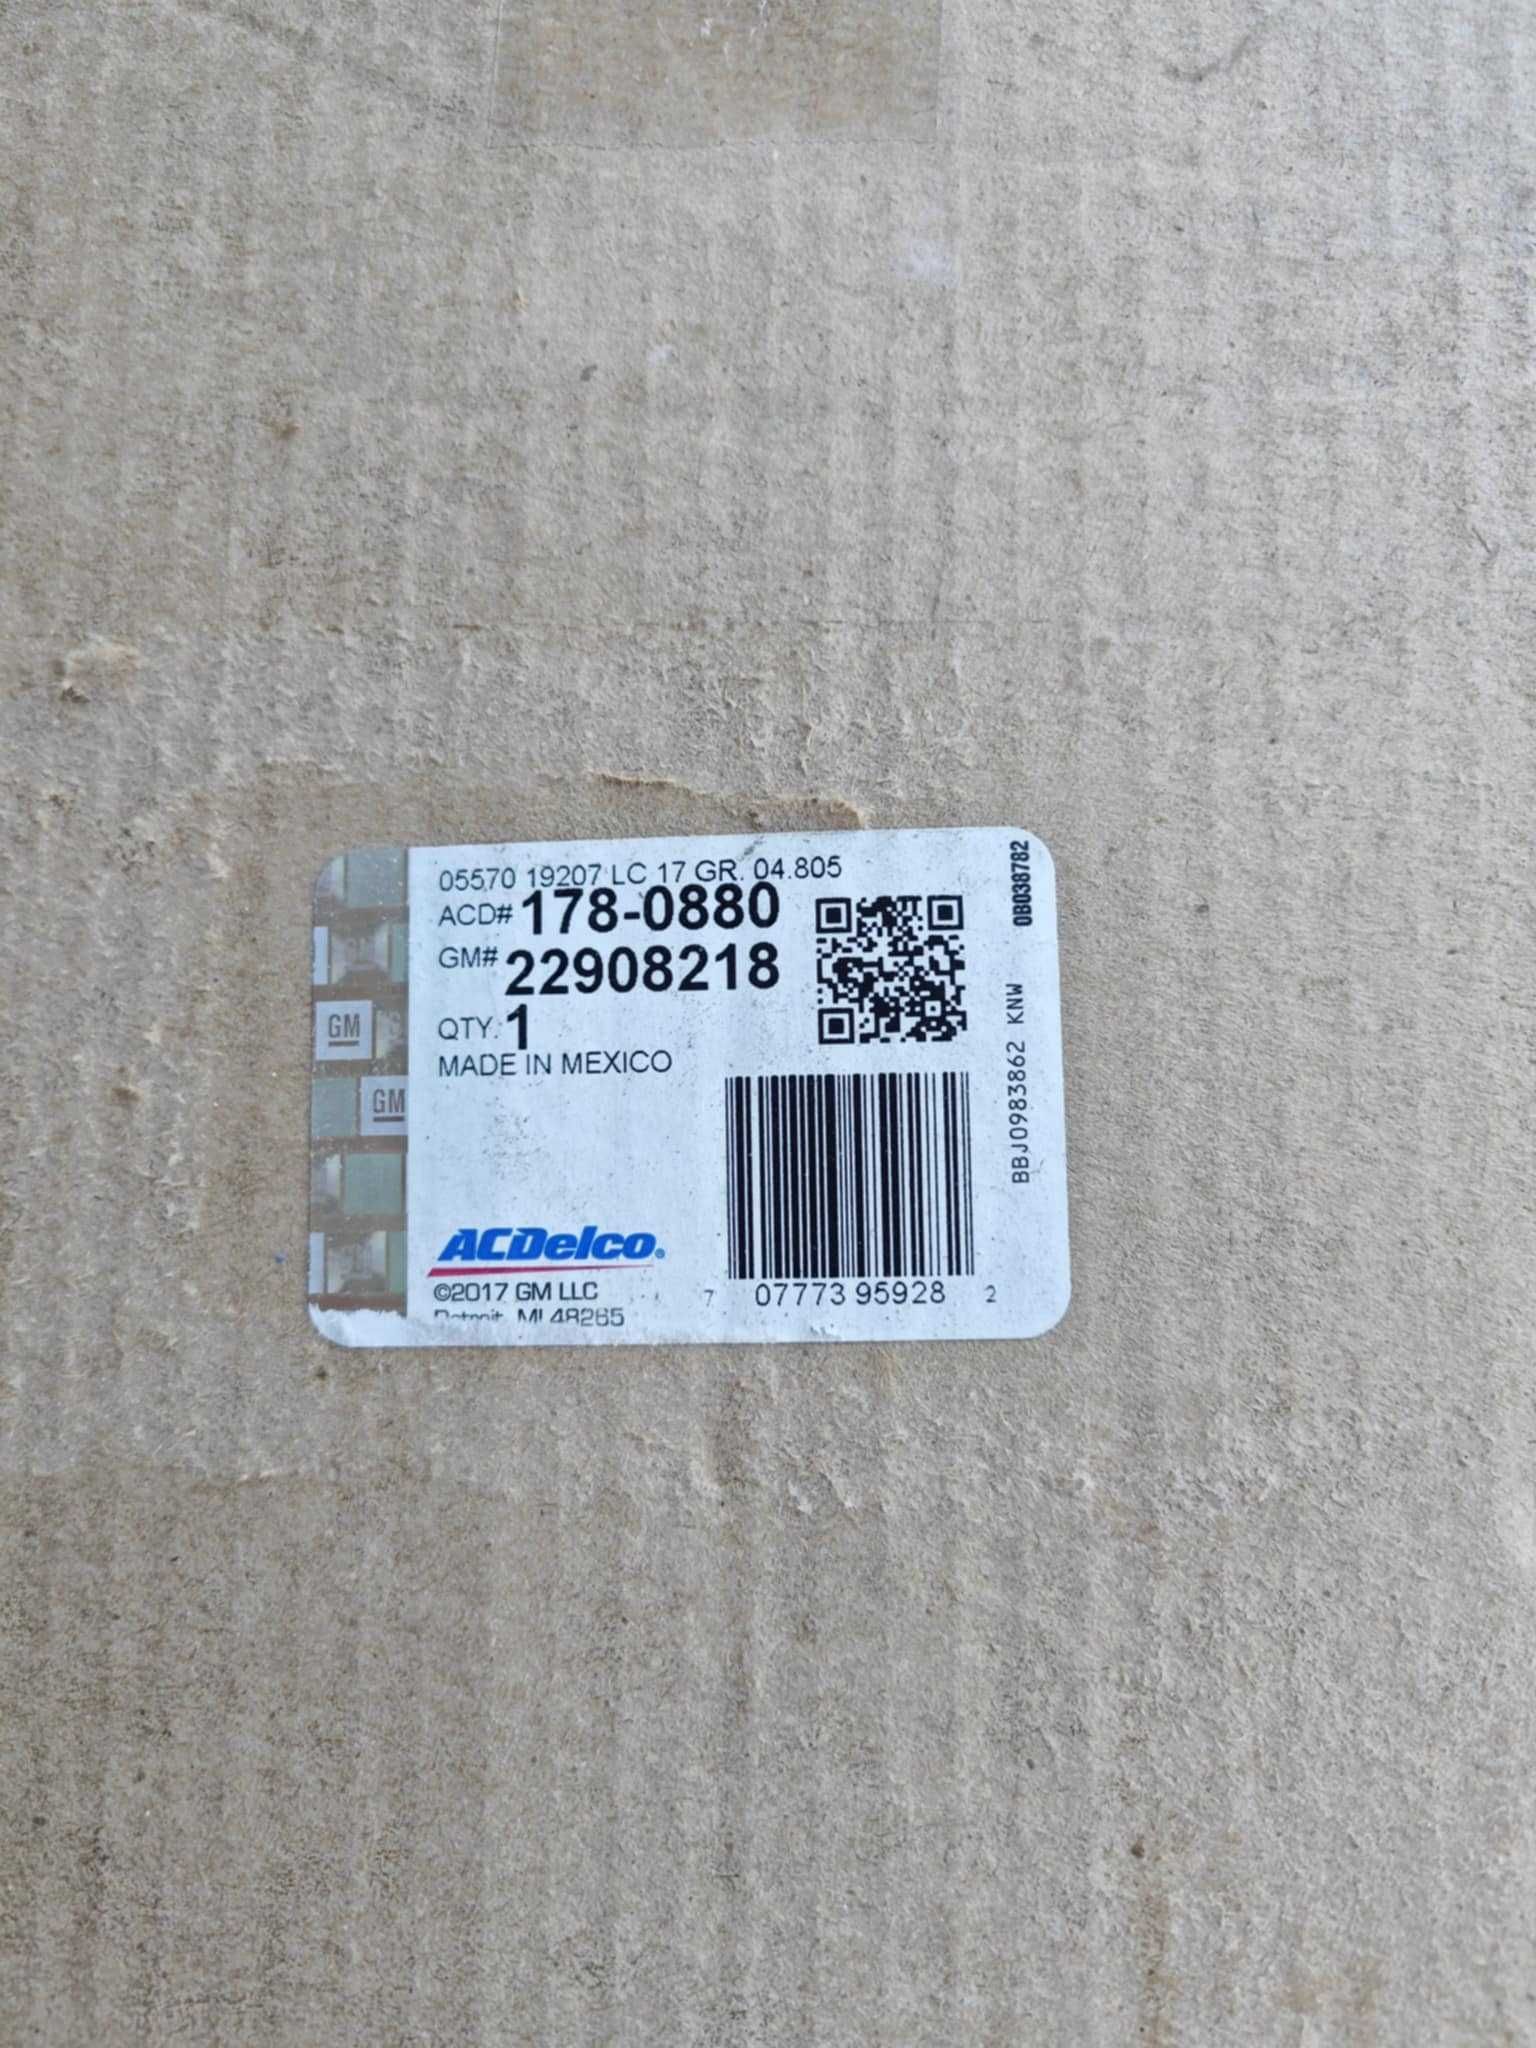 05570 19207 LC 17 GR. 04.805
ACD# 178-0880
GM# 22908218
QTY: 1
MADE IN MEXICO
GM
GM
ACDelco®
©2017 GM LLC
Detroit, MI 48265
7 07773 95928 2
0B038782
BBJ0983862 KNW